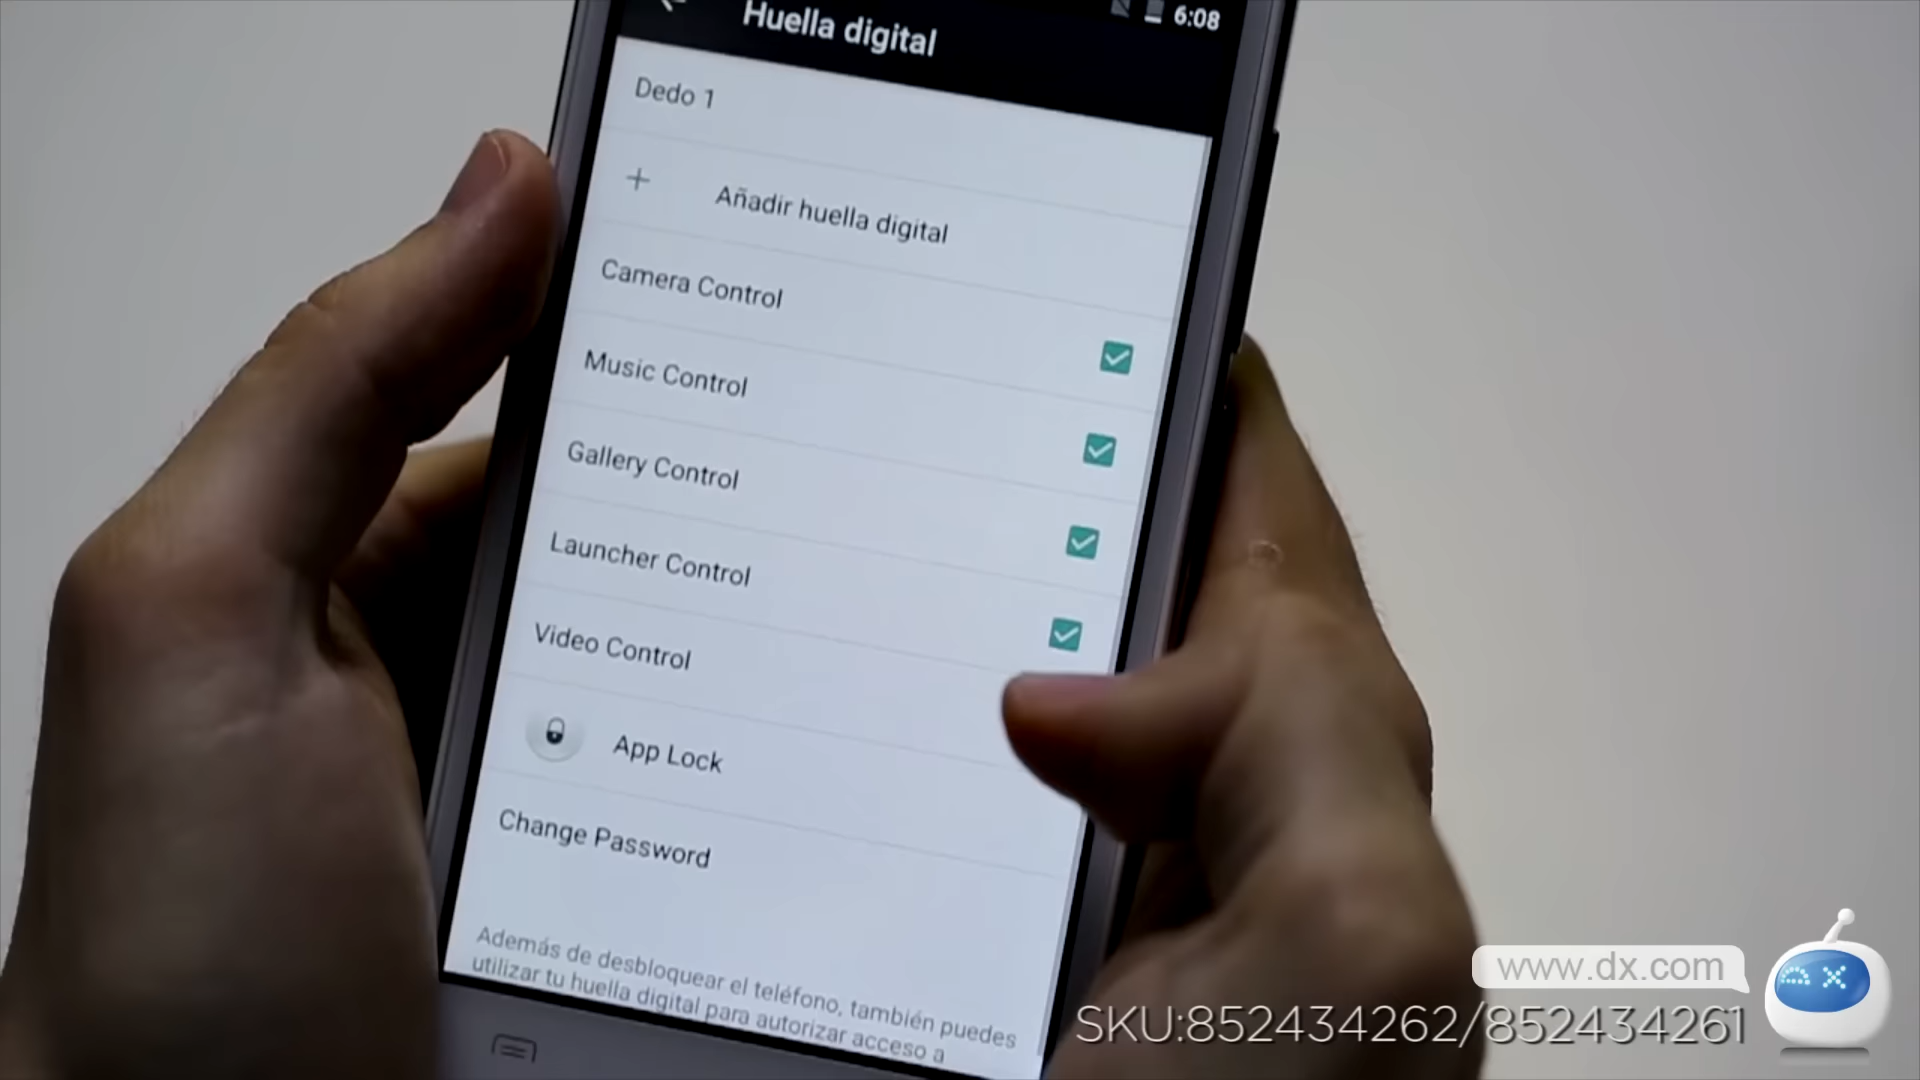 6:08
Huella digital
Dedo 1
+ Añadir huella digital
Camera Control
Music Control
Gallery Control
Launcher Control
Video Control
App Lock
Change Password
Además de desbloquear el teléfono, también puedes
utilizar tu huella digital para autorizar acceso a
www.dx.com
dx
SKU:852434262/852434261